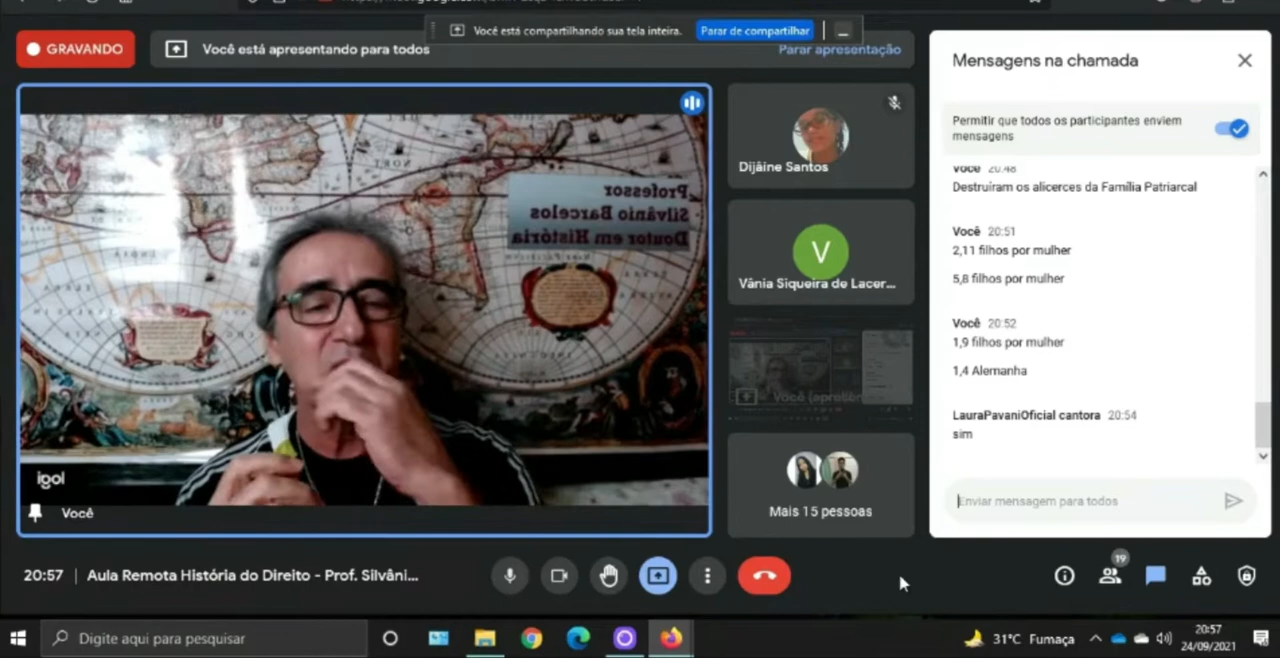 Você está compartilhando sua tela inteira.
Parar de compartilhar
GRAVANDO
Você está apresentando para todos
Parar apresentação
Professor
Silvânio Barcelos
Doutor em História
igol
Você
Dijâine Santos
V
Vânia Siqueira de Lacer...
Mais 15 pessoas
Mensagens na chamada
Permitir que todos os participantes enviem
mensagens
Você 20:48
Destruiram os alicerces da Família Patriarcal
Você 20:51
2,11 filhos por mulher
5,8 filhos por mulher
Você 20:52
1,9 filhos por mulher
1,4 Alemanha
LauraPavaniOficial cantora 20:54
sim
Enviar mensagem para todos
20:57 | Aula Remota História do Direito - Prof. Silvâni...
19
Digite aqui para pesquisar
31°C Fumaça
20:57
24/09/2021